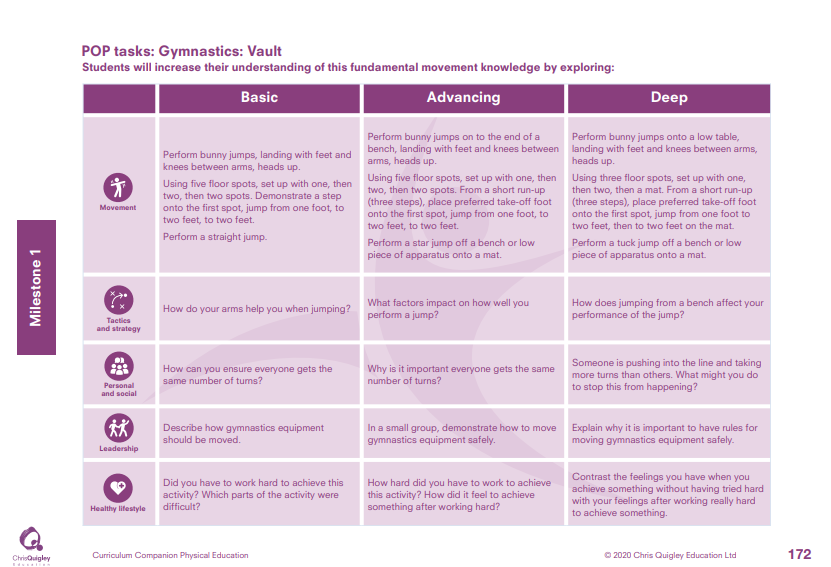 POP tasks: Gymnastics: Vault
Students will increase their understanding of this fundamental movement knowledge by exploring:
Basic
Advancing
Deep
Movement
Perform bunny jumps, landing with feet and
knees between arms, heads up.
Using five floor spots, set up with one, then
two, then two spots. Demonstrate a step
onto the first spot, jump from one foot, to
two feet, to two feet.
Perform a straight jump.
Perform bunny jumps on to the end of a
bench, landing with feet and knees between
arms, heads up.
Using five floor spots, set up with one, then
two, then two spots. From a short run-up
(three steps), place preferred take-off foot
onto the first spot, jump from one foot, to
two feet, to two feet.
Perform a star jump off a bench or low
piece of apparatus onto a mat.
Perform bunny jumps onto a low table,
landing with feet and knees between arms,
heads up.
Using three floor spots, set up with one,
then two, then a mat. From a short run-up
(three steps), place preferred take-off foot
onto the first spot, jump from one foot to
two feet, then to two feet on the mat.
Perform a tuck jump off a bench or low
piece of apparatus onto a mat.
Tactics
and strategy
How do your arms help you when jumping?
What factors impact on how well you
perform a jump?
How does jumping from a bench affect your
performance of the jump?
Personal
and social
How can you ensure everyone gets the
same number of turns?
Why is it important everyone gets the same
number of turns?
Someone is pushing into the line and taking
more turns than others. What might you do
to stop this from happening?
Leadership
Describe how gymnastics equipment
should be moved.
In a small group, demonstrate how to move
gymnastics equipment safely.
Explain why it is important to have rules for
moving gymnastics equipment safely.
Healthy lifestyle
Did you have to work hard to achieve this
activity? Which parts of the activity were
difficult?
How hard did you have to work to achieve
this activity? How did it feel to achieve
something after working hard?
Contrast the feelings you have when you
achieve something without having tried hard
with your feelings after working really hard
to achieve something.
Milestone 1
ChrisQuigley
Education
Curriculum Companion Physical Education
© 2020 Chris Quigley Education Ltd
172